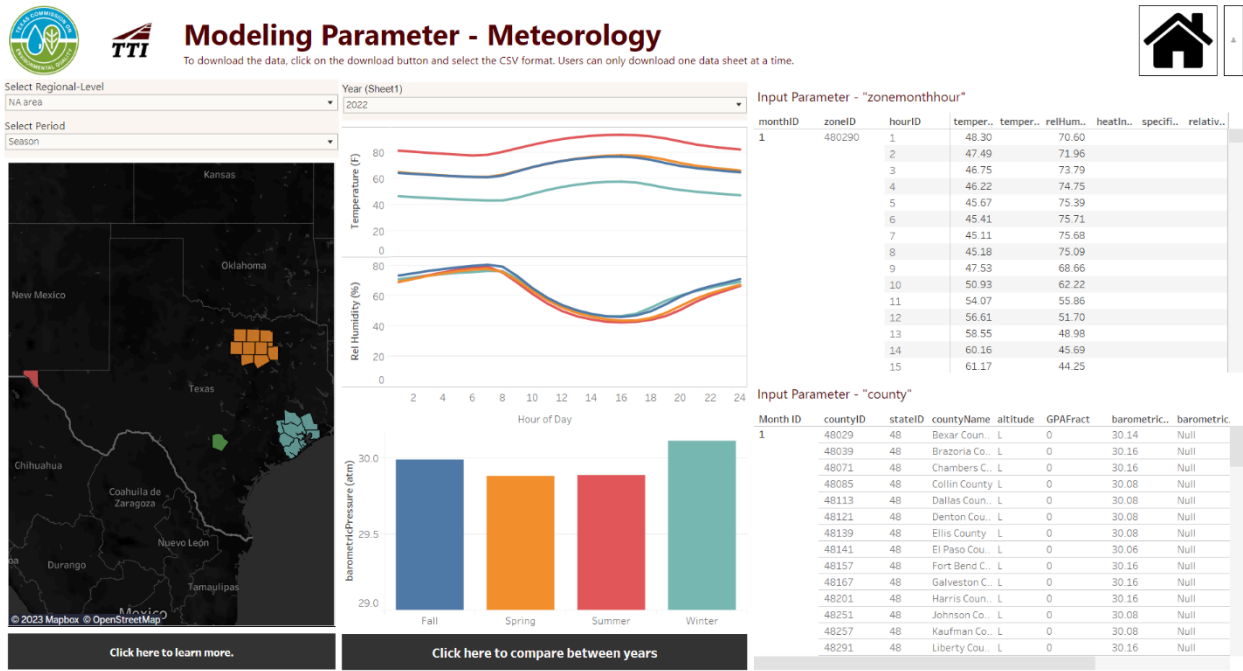 TEXAS COMMISSION ON
ENVIRONMENTAL QUALITY
TTI
Modeling Parameter - Meteorology
To download the data, click on the download button and select the CSV format. Users can only download one data sheet at a time.
Select Regional-Level
NA area
Select Period
Season
Kansas
Oklahoma
New Mexico
Texas
Chihuahua
Coahuila de
Zaragoza
Nuevo León
Durango
Tamaulipas
Mexico
© 2023 Mapbox © OpenStreetMap
Click here to learn more.
Year (Sheet1)
2022
Temperature (F)
80
60
40
20
0
Rel Humidity (%)
80
60
40
20
0
2 4 6 8 10 12 14 16 18 20 22 24
Hour of Day
barometricPressure (atm)
30.0
29.5
29.0
Fall Spring Summer Winter
Click here to compare between years
Input Parameter - "zonemonthhour"
monthID zoneID hourID temper.. temper.. relHum.. heatIn.. specifi.. relativ..
1 480290 1 48.30 70.60
2 47.49 71.96
3 46.75 73.79
4 46.22 74.75
5 45.67 75.39
6 45.41 75.71
7 45.11 75.68
8 45.18 75.09
9 47.53 68.66
10 50.93 62.22
11 54.07 55.86
12 56.61 51.70
13 58.55 48.98
14 60.16 45.69
15 61.17 44.25
Input Parameter - "county"
Month ID countyID stateID countyName altitude GPAFract barometric.. barometric.
1 48029 48 Bexar Coun.. L 0 30.14 Null
48039 48 Brazoria Co.. L 0 30.16 Null
48071 48 Chambers C.. L 0 30.16 Null
48085 48 Collin County L 0 30.08 Null
48113 48 Dallas Coun.. L 0 30.08 Null
48121 48 Denton Cou.. L 0 30.08 Null
48139 48 Ellis County L 0 30.08 Null
48141 48 El Paso Cou.. L 0 30.06 Null
48157 48 Fort Bend C.. L 0 30.16 Null
48167 48 Galveston C.. L 0 30.16 Null
48201 48 Harris Coun.. L 0 30.16 Null
48251 48 Johnson Co.. L 0 30.08 Null
48257 48 Kaufman Co.. L 0 30.08 Null
48291 48 Liberty Cou.. L 0 30.16 Null